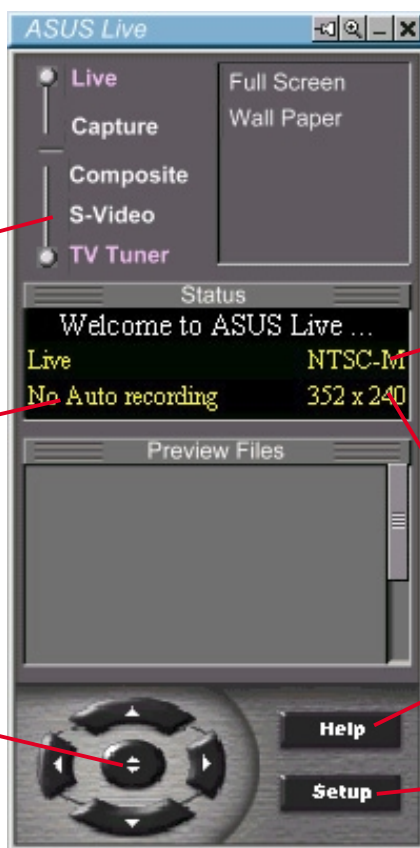 ASUS Live
Live
Capture
Composite
S-Video
TV Tuner
Full Screen
Wall Paper
Status
Welcome to ASUS Live ...
Live NTSC-M
No Auto recording 352 x 240
Preview Files
Help
Setup